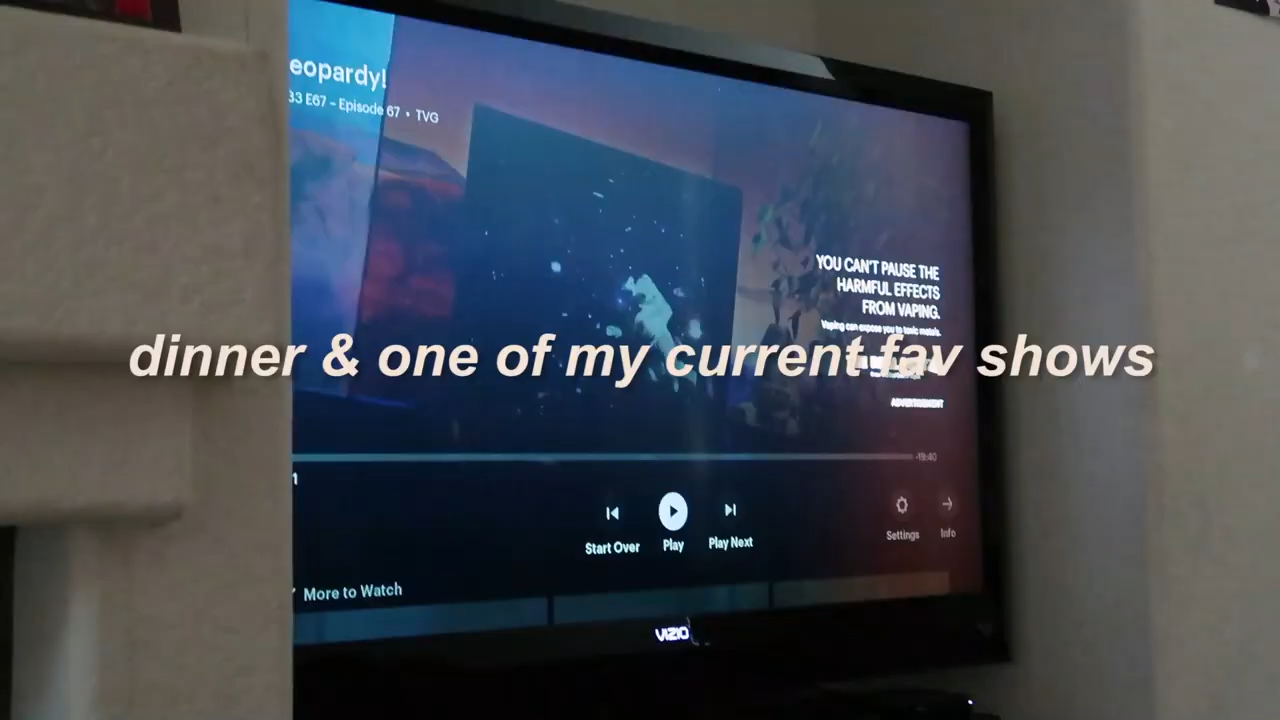 eopardy!
33 E67 - Episode 67 • TVG
YOU CAN'T PAUSE THE
HARMFUL EFFECTS
FROM VAPING.
Vaping can expose you to toxic metals.
dinner & one of my current fav shows
ADVERTISEMENT
-19:40
Start Over
Play
Play Next
Settings
Info
More to Watch
VIZIO